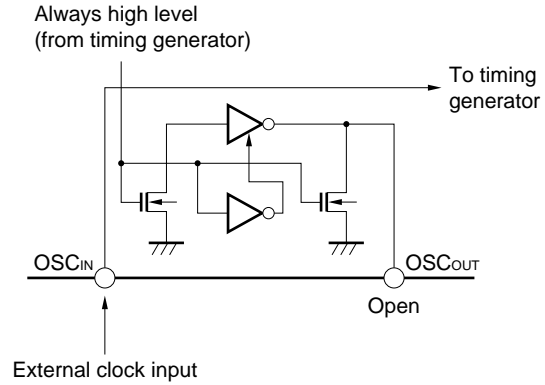 Always high level
(from timing generator)
To timing
generator
OSCIN
OSCOUT
Open
External clock input